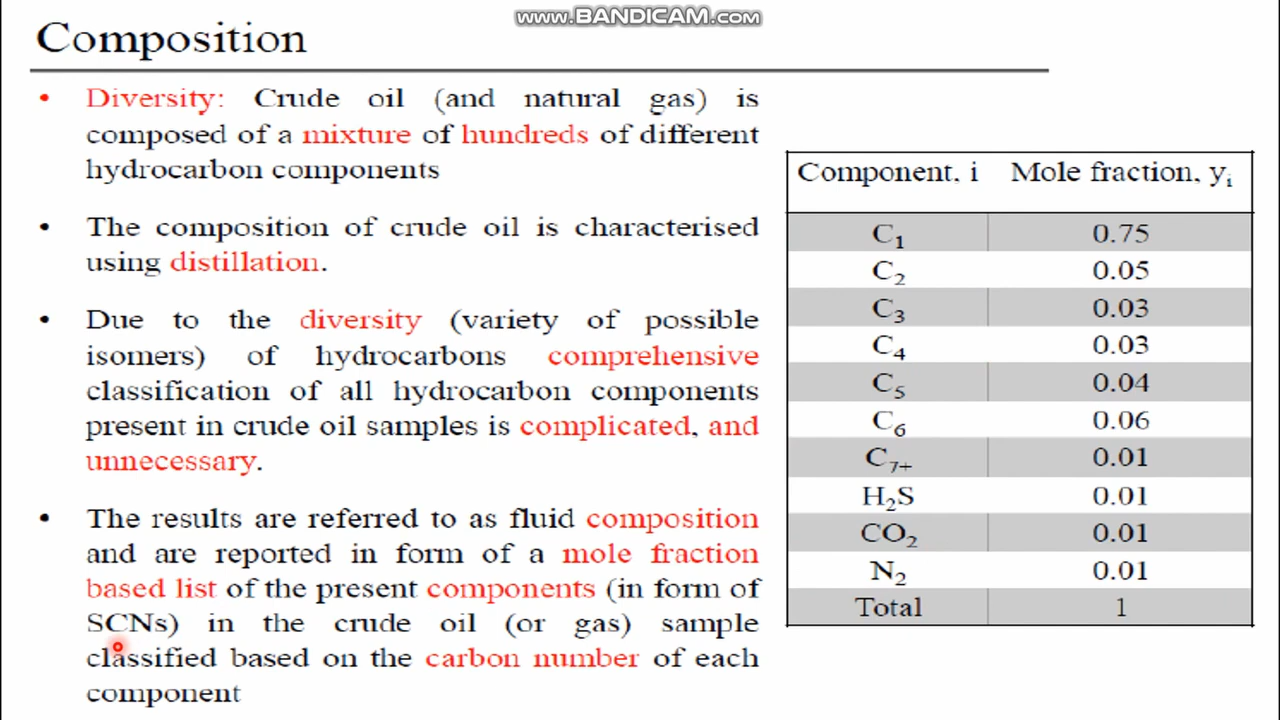 www.BANDICAM.com
Composition
• Diversity: Crude oil (and natural gas) is
composed of a mixture of hundreds of different
hydrocarbon components
• The composition of crude oil is characterised
using distillation.
• Due to the diversity (variety of possible
isomers) of hydrocarbons comprehensive
classification of all hydrocarbon components
present in crude oil samples is complicated, and
unnecessary.
• The results are referred to as fluid composition
and are reported in form of a mole fraction
based list of the present components (in form of
SCNs) in the crude oil (or gas) sample
classified based on the carbon number of each
component
Component, i Mole fraction, yᵢ
C₁ 0.75
C₂ 0.05
C₃ 0.03
C₄ 0.03
C₅ 0.04
C₆ 0.06
C₇₊ 0.01
H₂S 0.01
CO₂ 0.01
N₂ 0.01
Total 1